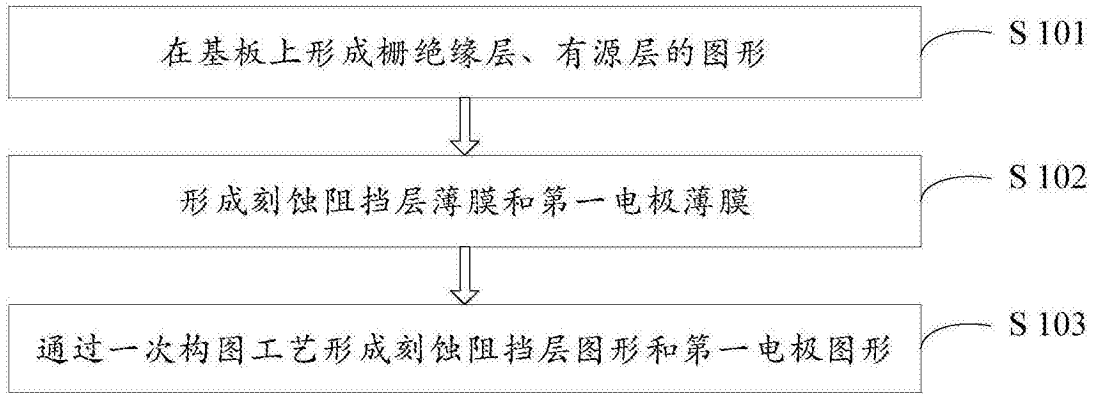 在基板上形成栅绝缘层、有源层的图形
S 101
形成刻蚀阻挡层薄膜和第一电极薄膜
S 102
通过一次构图工艺形成刻蚀阻挡层图形和第一电极图形
S 103